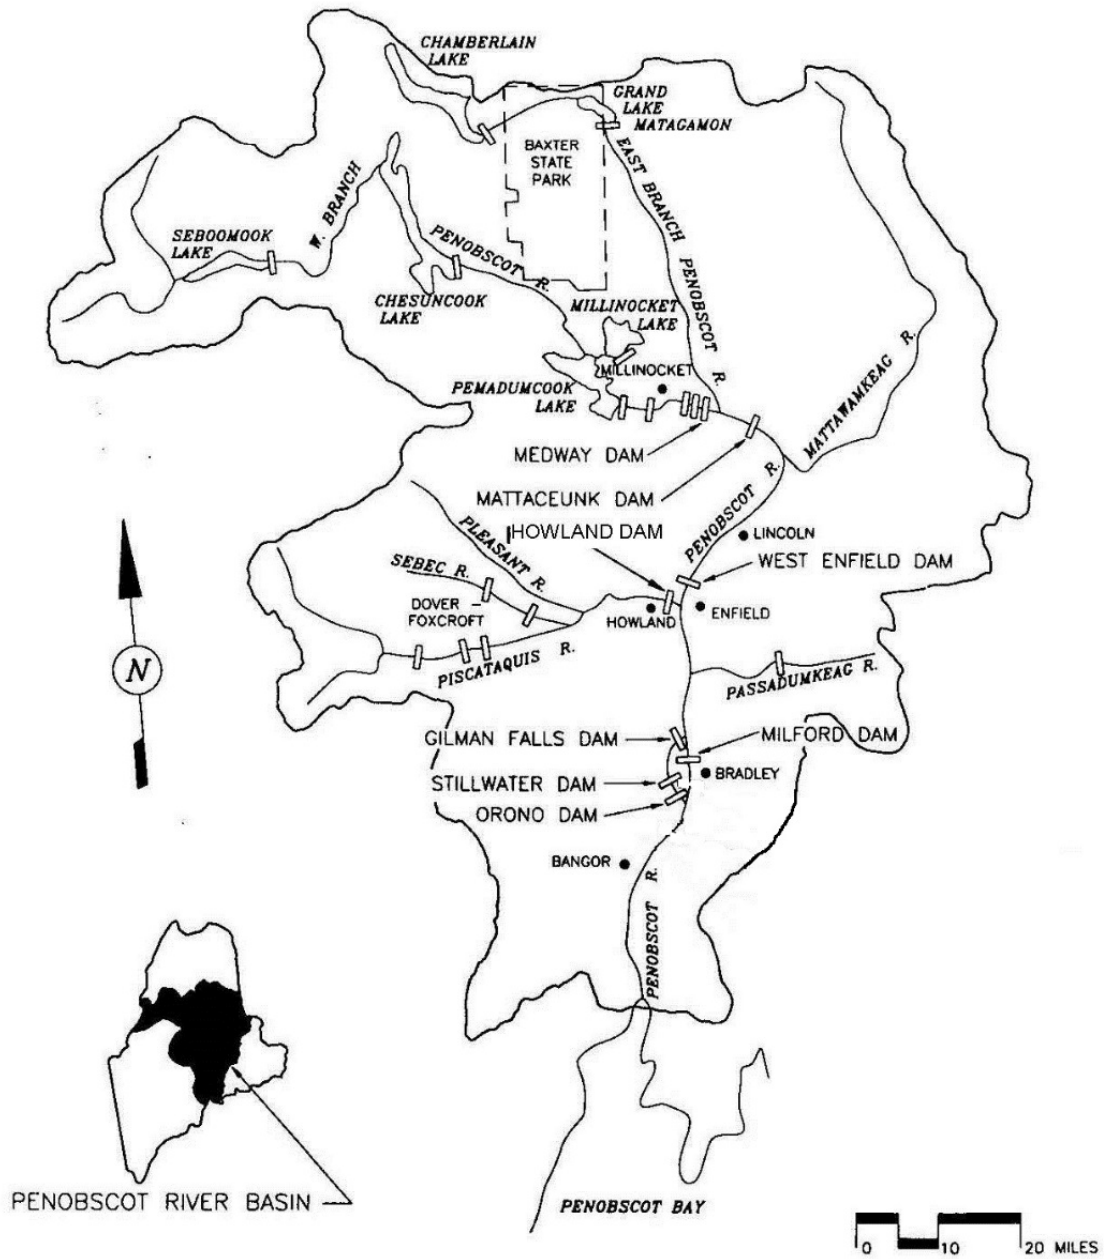 CHAMBERLAIN
LAKE
GRAND
LAKE
MATAGAMON
BAXTER
STATE
PARK
EAST BRANCH PENOBSCOT R.
W. BRANCH
PENOBSCOT R.
SEBOOMOOK
LAKE
CHESUNCOOK
LAKE
MILLINOCKET
LAKE
MILLINOCKET
PEMADUMCOOK
LAKE
MATTAWAMKEAG R.
MEDWAY DAM
MATTACEUNK DAM
HOWLAND DAM
PENOBSCOT R.
LINCOLN
PLEASANT R.
SEBEC R.
WEST ENFIELD DAM
DOVER -
FOXCROFT
HOWLAND
ENFIELD
PISCATAQUIS R.
PASSADUMKEAG R.
N
GILMAN FALLS DAM
MILFORD DAM
STILLWATER DAM
BRADLEY
ORONO DAM
BANGOR
PENOBSCOT R.
PENOBSCOT RIVER BASIN
PENOBSCOT BAY
0 10 20 MILES